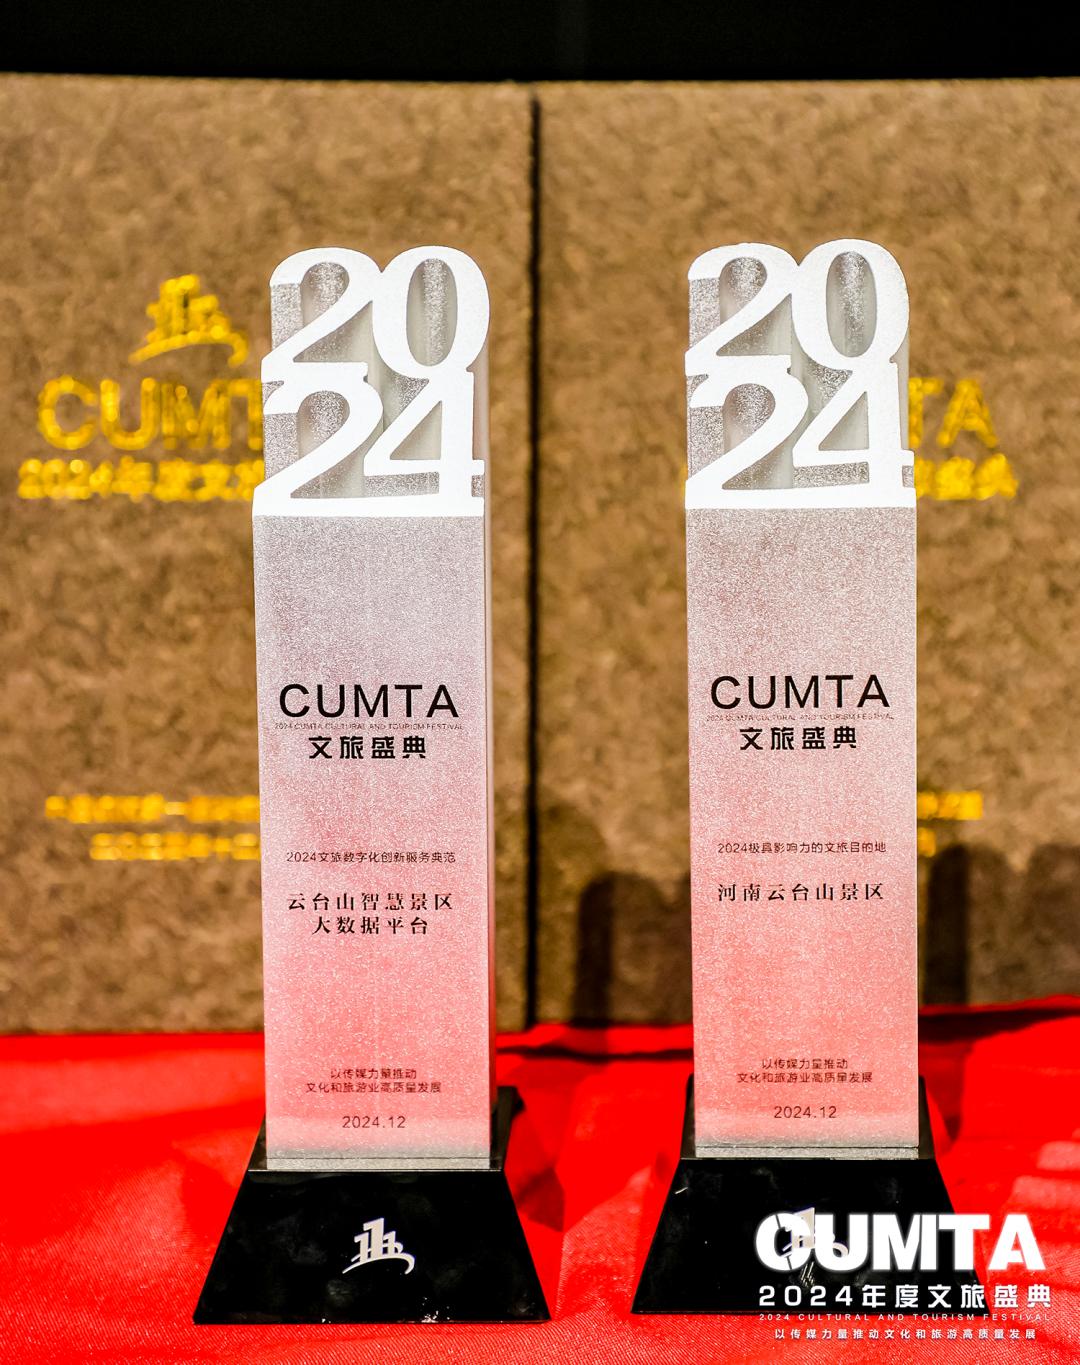 CUMT
2024年度文
TA
盛典
2024
CUMTA
2024 CUMTA CULTURAL AND TOURISM FESTIVAL
文旅盛典
2024文旅数字化创新服务典范
云台山智慧景区
大数据平台
以传媒力量推动
文化和旅游业高质量发展
2024.12
2024
CUMTA
2024 CUMTA CULTURAL AND TOURISM FESTIVAL
文旅盛典
2024极具影响力的文旅目的地
河南云台山景区
以传媒力量推动
文化和旅游业高质量发展
2024.12
CUMTA
2024年度文旅盛典
2024 CULTURAL AND TOURISM FESTIVAL
以传媒力量推动文化和旅游高质量发展